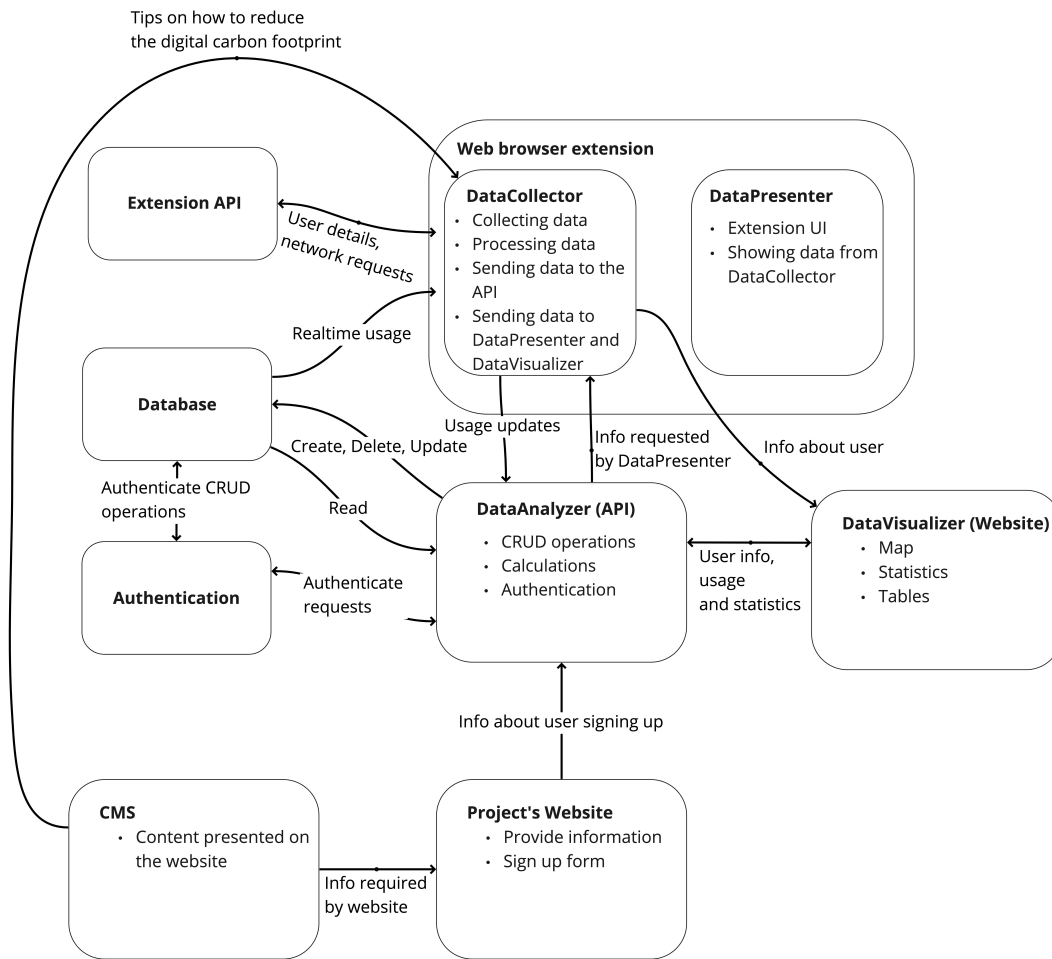 Tips on how to reduce
the digital carbon footprint
Web browser extension
Extension API
User details,
network requests
DataCollector
• Collecting data
• Processing data
• Sending data to the
API
• Sending data to
DataPresenter and
DataVisualizer
DataPresenter
• Extension UI
• Showing data from
DataCollector
Realtime usage
Database
Create, Delete, Update
Usage updates
Info requested
by DataPresenter
Info about user
Authenticate CRUD
operations
Read
DataAnalyzer (API)
• CRUD operations
• Calculations
• Authentication
User info,
usage
and statistics
DataVisualizer (Website)
• Map
• Statistics
• Tables
Authentication
Authenticate
requests
Info about user signing up
CMS
• Content presented on
the website
Info required
by website
Project's Website
• Provide information
• Sign up form